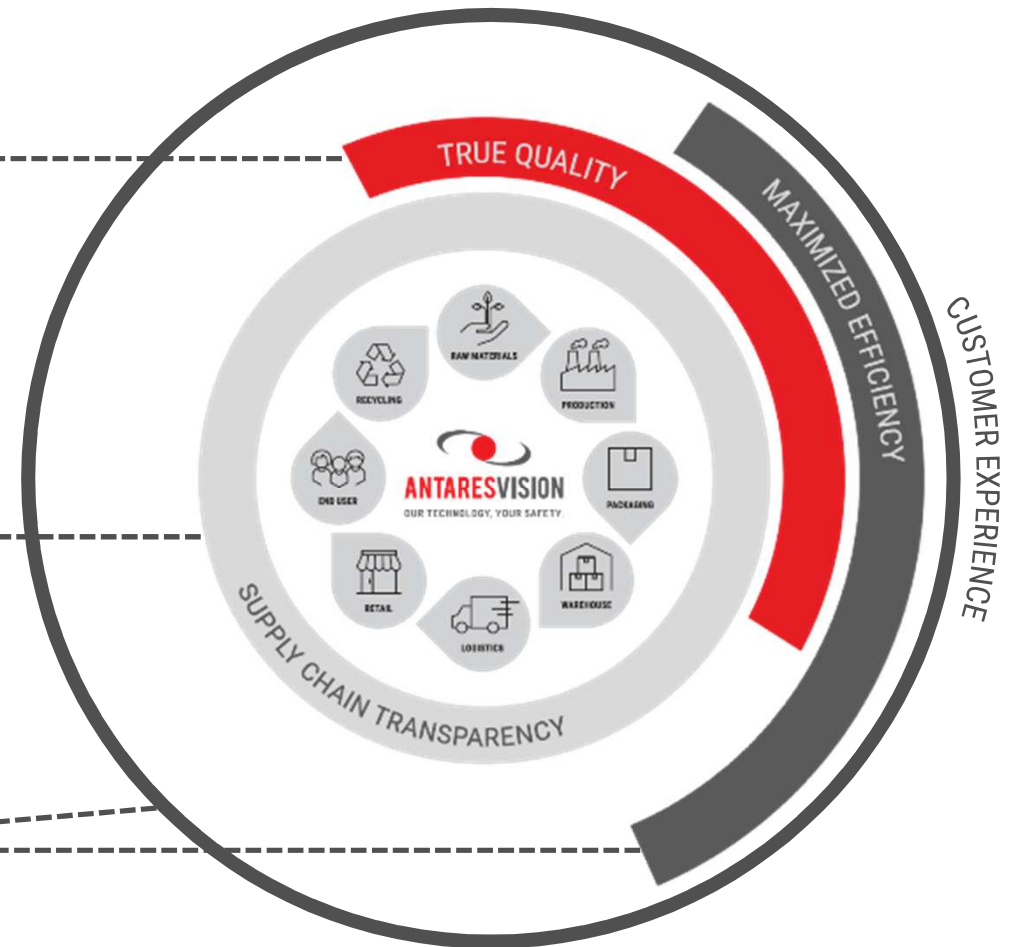 TRUE QUALITY
MAXIMIZED EFFICIENCY
CUSTOMER EXPERIENCE
RAW MATERIALS
PRODUCTION
PACKAGING
WAREHOUSE
LOGISTICS
RETAIL
END USER
RECYCLING
ANTARESVISION
OUR TECHNOLOGY, YOUR SAFETY.
SUPPLY CHAIN TRANSPARENCY